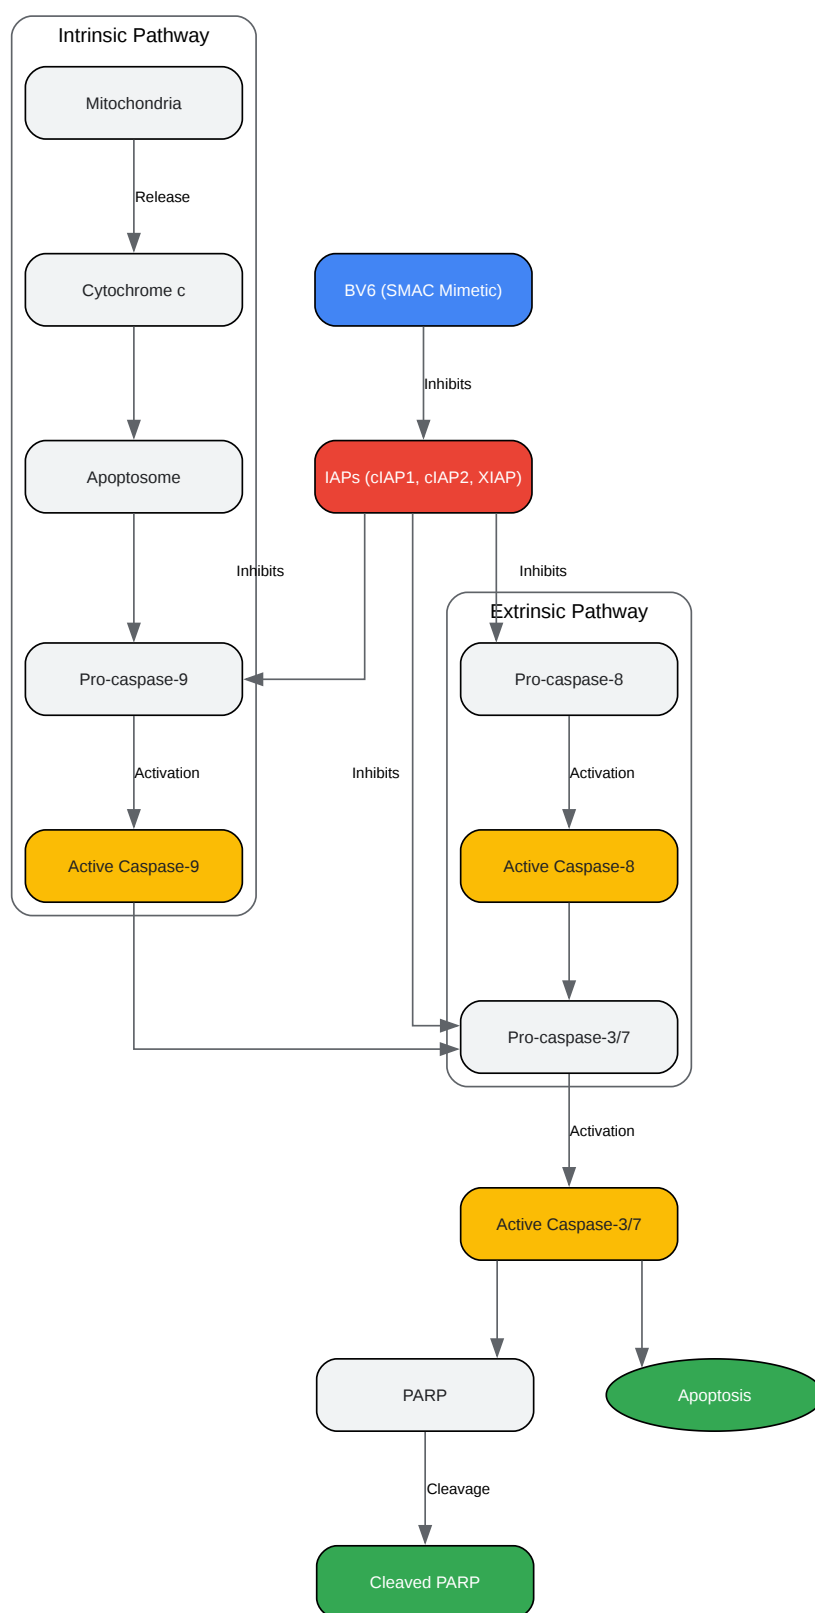 Intrinsic Pathway
Mitochondria
Release
Cytochrome c
BV6 (SMAC Mimetic)
Inhibits
Apoptosome
IAPs (cIAP1, cIAP2, XIAP)
Inhibits
Inhibits
Extrinsic Pathway
Pro-caspase-9
Pro-caspase-8
Activation
Inhibits
Activation
Active Caspase-9
Active Caspase-8
Pro-caspase-3/7
Activation
Active Caspase-3/7
PARP
Apoptosis
Cleavage
Cleaved PARP